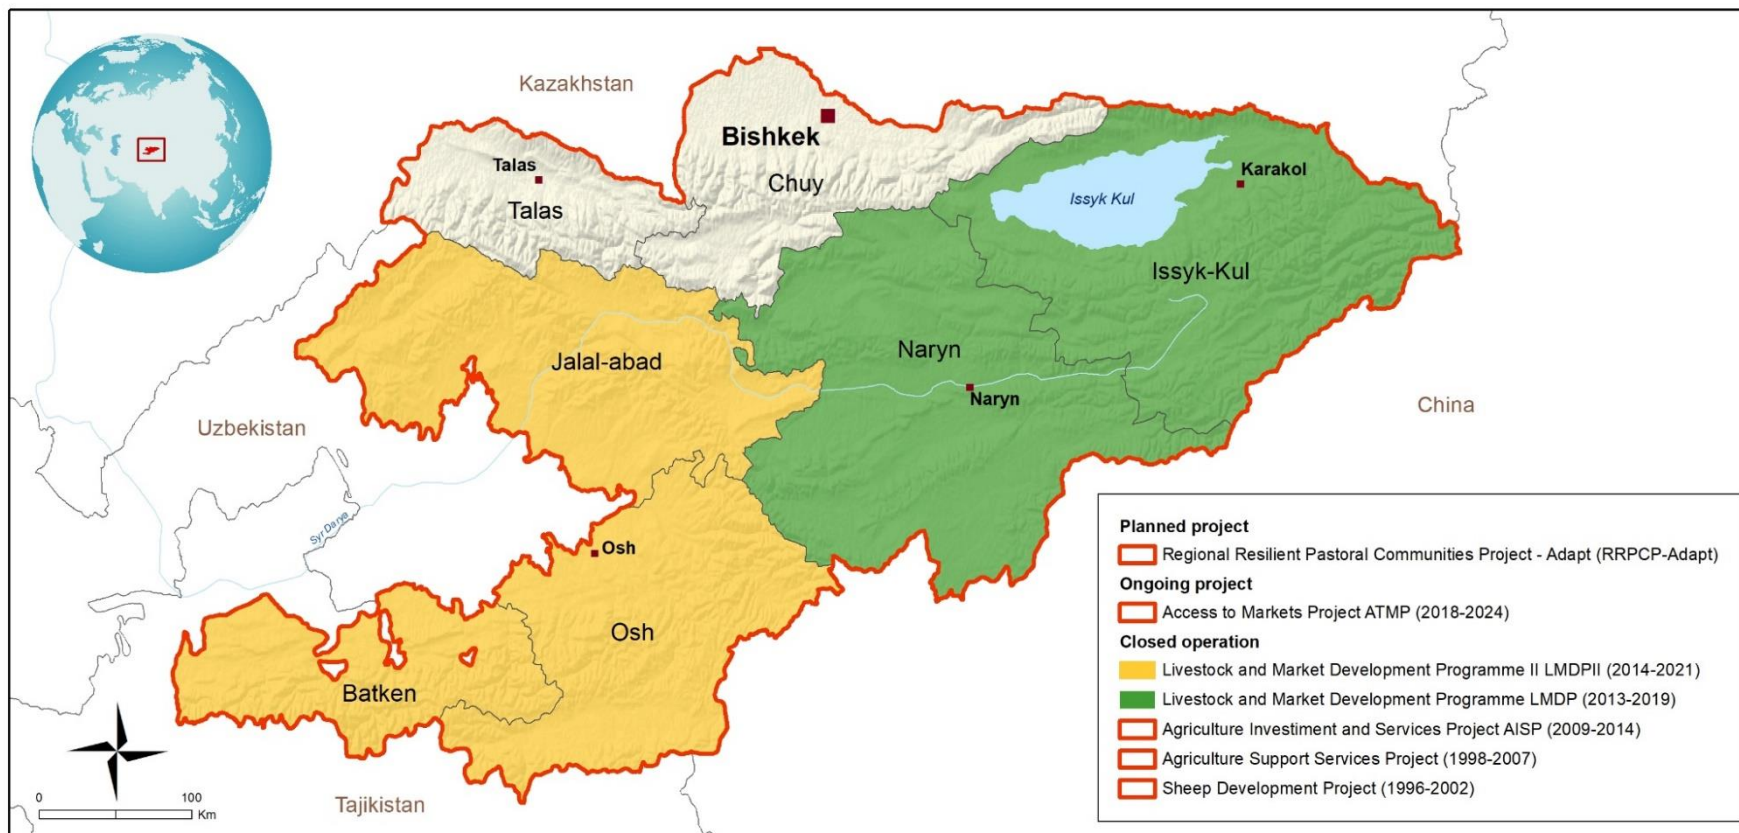 Kazakhstan
Bishkek
Chuy
Talas
Talas
Karakol
Issyk Kul
Issyk-Kul
Naryn
Naryn
Jalal-abad
China
Uzbekistan
Syr Darya
Osh
Osh
Batken
Tajikistan
0 100
Km
Planned project
Regional Resilient Pastoral Communities Project - Adapt (RRPCP-Adapt)
Ongoing project
Access to Markets Project ATMP (2018-2024)
Closed operation
Livestock and Market Development Programme II LMDPII (2014-2021)
Livestock and Market Development Programme LMDP (2013-2019)
Agriculture Investiment and Services Project AISP (2009-2014)
Agriculture Support Services Project (1998-2007)
Sheep Development Project (1996-2002)